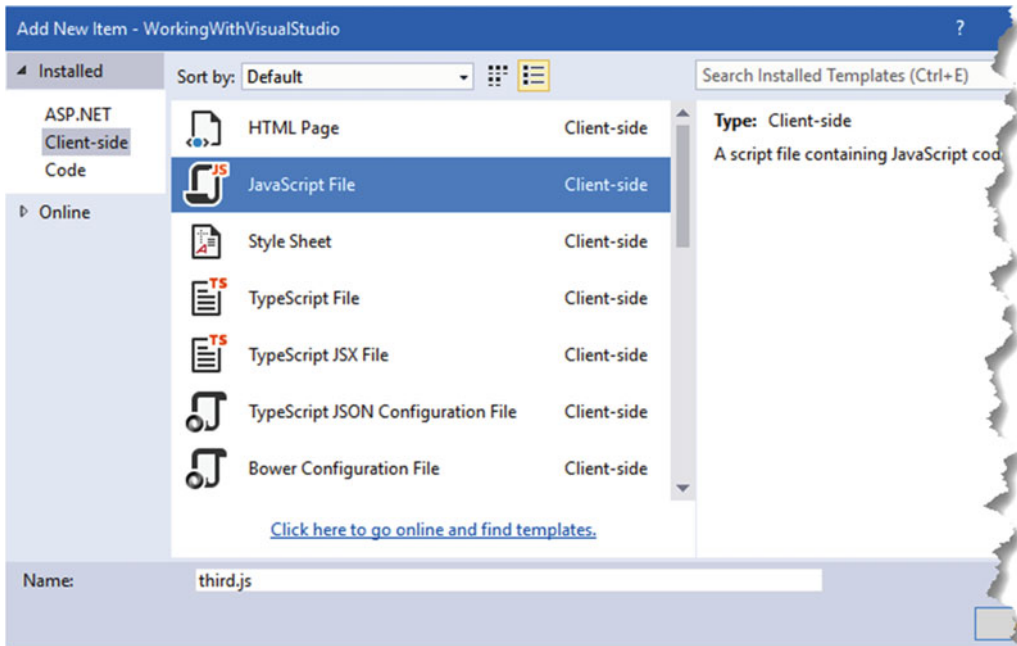 Add New Item - WorkingWithVisualStudio ?
Installed
ASP.NET
Client-side
Code
Online
Sort by: Default
Search Installed Templates (Ctrl+E)
HTML Page Client-side
JS JavaScript File Client-side
Style Sheet Client-side
TS TypeScript File Client-side
TS TypeScript JSX File Client-side
TypeScript JSON Configuration File Client-side
Bower Configuration File Client-side
Click here to go online and find templates.
Type: Client-side
A script file containing JavaScript cod
Name: third.js